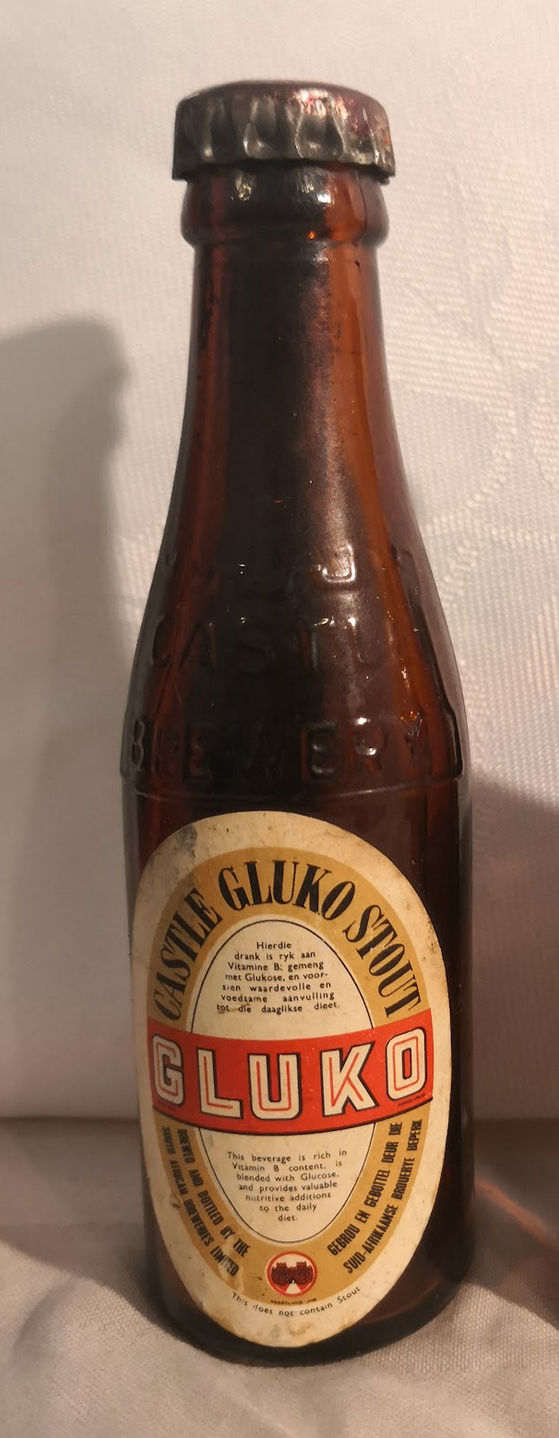 CASTLE
BREWERY
CASTLE GLUKO STOUT
Hierdie
drank is ryk aan
Vitamine B; gemeng
met Glukose, en voor-
sien waardevolle en
voedsame aanvulling
tot die daaglikse dieet.
GLUKO
This beverage is rich in
Vitamin B content, is
blended with Glucose,
and provides valuable
nutritive additions
to the daily
diet.
BREWED AND BOTTLED BY THE
SOUTH AFRICAN BREWERIES LIMITED
GEBROU EN GEBOTTEL DEUR DIE
SUID-AFRIKAANSE BROUERYE BEPERK
This does not contain Stout